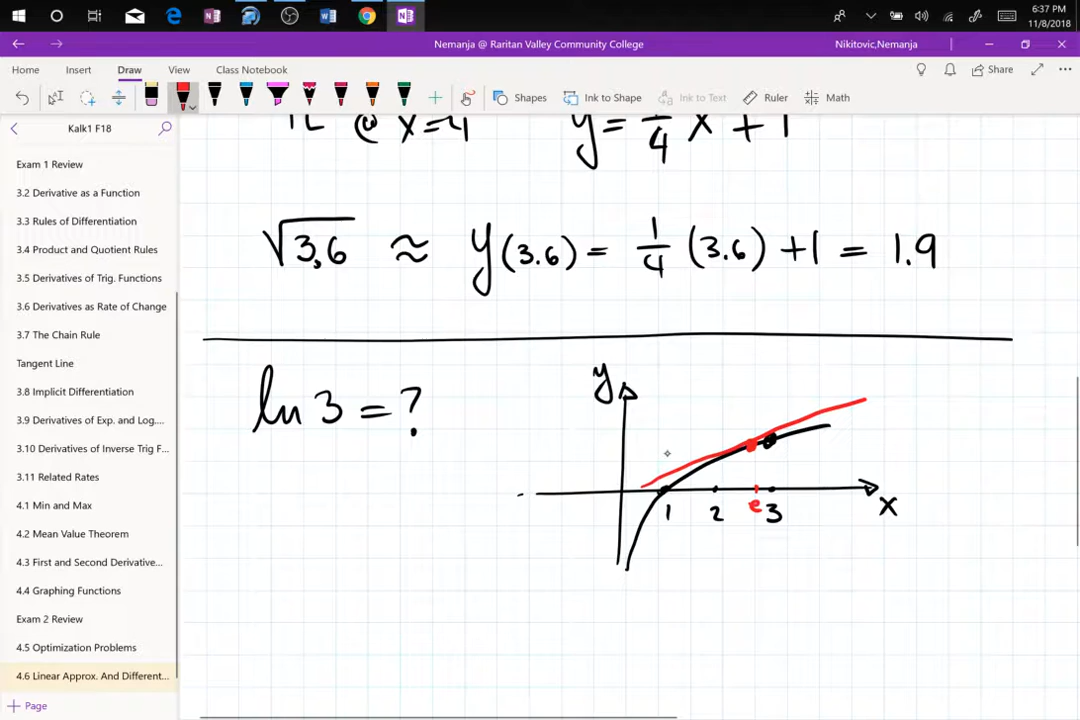 6:37 PM
11/8/2018
Nemanja @ Raritan Valley Community College
Nikitovic,Nemanja
Home Insert Draw View Class Notebook
Share
Shapes Ink to Shape Ink to Text Ruler Math
Kalk1 F18
Exam 1 Review
3.2 Derivative as a Function
3.3 Rules of Differentiation
3.4 Product and Quotient Rules
3.5 Derivatives of Trig. Functions
3.6 Derivatives as Rate of Change
3.7 The Chain Rule
Tangent Line
3.8 Implicit Differentiation
3.9 Derivatives of Exp. and Log....
3.10 Derivatives of Inverse Trig F...
3.11 Related Rates
4.1 Min and Max
4.2 Mean Value Theorem
4.3 First and Second Derivative...
4.4 Graphing Functions
Exam 2 Review
4.5 Optimization Problems
4.6 Linear Approx. And Different...
Page
@ x=4 y = 1/4 x + 1
√3,6 ≈ y(3.6) = 1/4 (3.6) + 1 = 1.9
ln 3 = ?
y
1 2 e 3 x